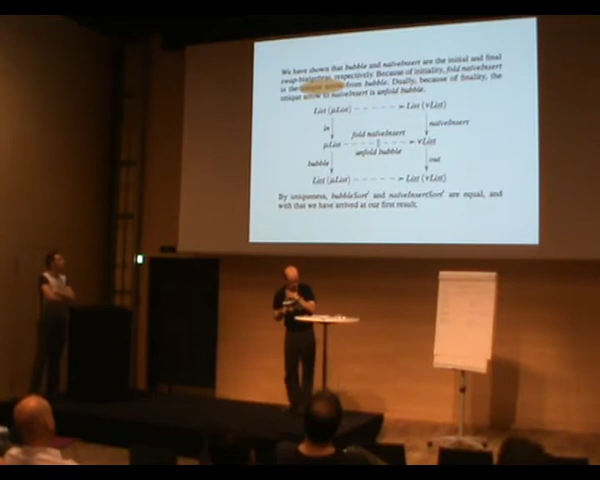 We have shown that bubble and naiveInsert are the initial and final
swap-bialgebras, respectively. Because of initiality, fold naiveInsert
is the unique arrow from bubble. Dually, because of finality, the
unique arrow to naiveInsert is unfold bubble.
List (μList) List (νList)
in naiveInsert
fold naiveInsert
μList νList
unfold bubble
bubble out
List (μList) List (νList)
By uniqueness, bubbleSort′ and naiveInsertSort′ are equal, and
with that we have arrived at our first result.